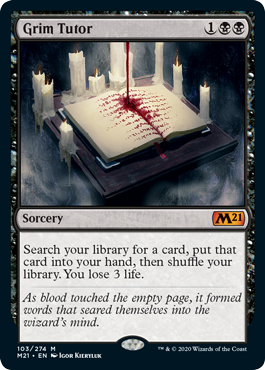 Grim Tutor 1
Sorcery M21
Search your library for a card, put that
card into your hand, then shuffle your
library. You lose 3 life.
As blood touched the empty page, it formed
words that seared themselves into the
wizard's mind.
103/274 M
M21 • EN Igor Kieryluk
™ & © 2020 Wizards of the Coast